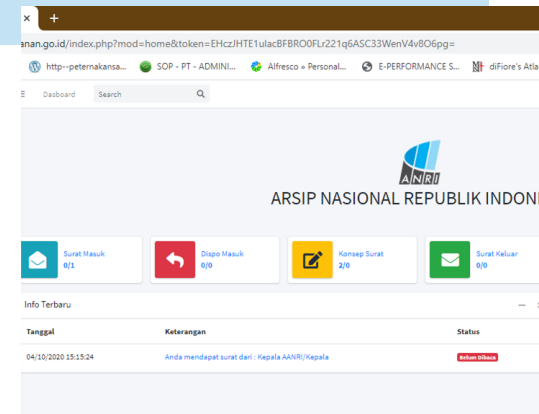 × +
anan.go.id/index.php?mod=home&token=EHczJHTE1ulacBFBRO0FLr221q6ASC33WenV4v8O6pg=
http--peternakansa... SOP - PT - ADMINI... Alfresco » Personal... E-PERFORMANCE S... diFiore's Atla
Dasboard Search
ANRI
ARSIP NASIONAL REPUBLIK INDON
Surat Masuk Dispo Masuk Konsep Surat Surat Keluar
0/1 0/0 2/0 0/0
Info Terbaru
Tanggal Keterangan Status
04/10/2020 15:15:24 Anda mendapat surat dari : Kepala AANRI/Kepala Belum Dibaca